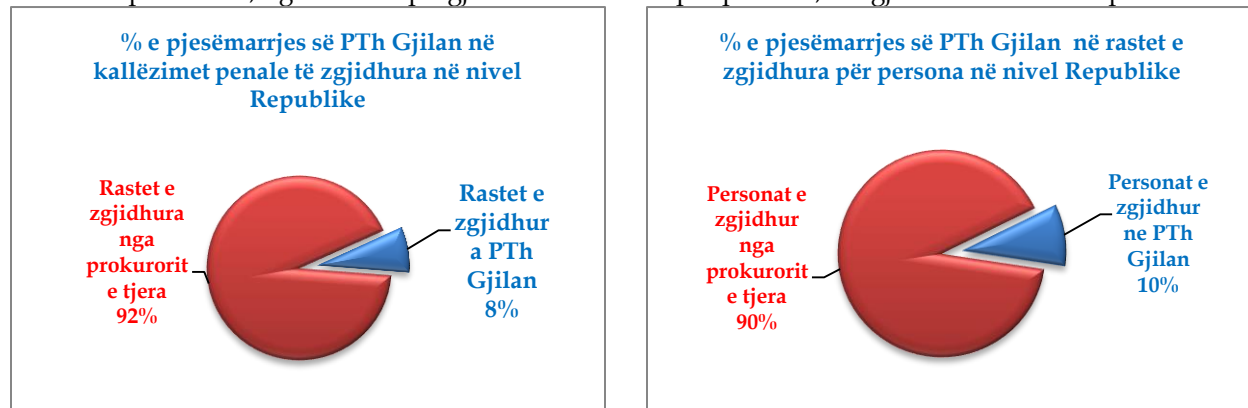 % e pjesëmarrjes së PTh Gjilan në
kallëzimet penale të zgjidhura në nivel
Republike
Rastet e
zgjidhura
nga
prokurorit
e tjera
92%
Rastet e
zgjidhur
a PTh
Gjilan
8%
% e pjesëmarrjes së PTh Gjilan në rastet e
zgjidhura për persona në nivel Republike
Personat e
zgjidhur
nga
prokurorit
e tjera
90%
Personat e
zgjidhur
ne PTh
Gjilan
10%